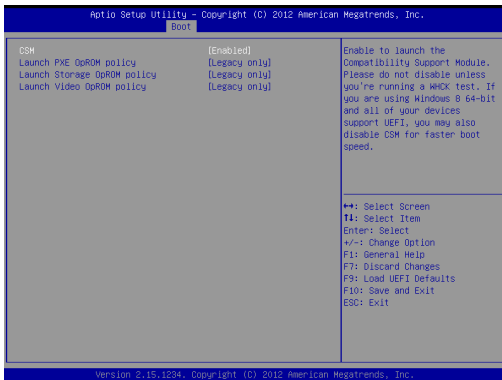 Aptio Setup Utility – Copyright (C) 2012 American Megatrends, Inc.
Boot
CSM [Enabled]
Launch PXE OpROM policy [Legacy only]
Launch Storage OpROM policy [Legacy only]
Launch Video OpROM policy [Legacy only]
Enable to launch the
Compatibility Support Module.
Please do not disable unless
you're running a WHCK test. If
you are using Windows 8 64-bit
and all of your devices
support UEFI, you may also
disable CSM for faster boot
speed.
↔: Select Screen
↑↓: Select Item
Enter: Select
+/-: Change Option
F1: General Help
F7: Discard Changes
F9: Load UEFI Defaults
F10: Save and Exit
ESC: Exit
Version 2.15.1234. Copyright (C) 2012 American Megatrends, Inc.